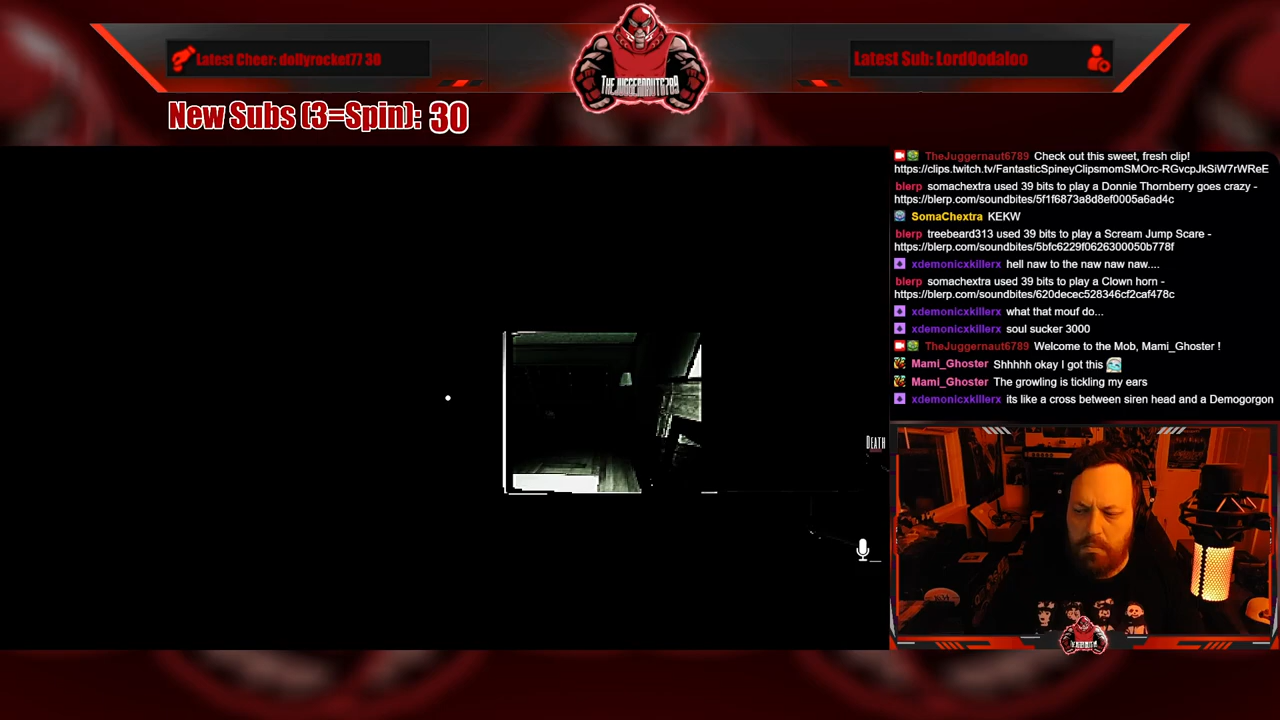 Latest Cheer: dollyrocket77 30
Latest Sub: LordOodaloo
TheJuggernaut6789
New Subs (3=Spin): 30
TheJuggernaut6789 Check out this sweet, fresh clip!
https://clips.twitch.tv/FantasticSpineyClipsmomSMOrc-RGvcpJkSiW7rWReE
blerp somachextra used 39 bits to play a Donnie Thornberry goes crazy -
https://blerp.com/soundbites/5f1f6873a8d8ef0005a6ad4c
SomaChextra KEKW
blerp treebeard313 used 39 bits to play a Scream Jump Scare -
https://blerp.com/soundbites/5bfc6229f0626300050b778f
xdemonicxkillerx hell naw to the naw naw naw....
blerp somachextra used 39 bits to play a Clown horn -
https://blerp.com/soundbites/620decec528346cf2caf478c
xdemonicxkillerx what that mouf do...
xdemonicxkillerx soul sucker 3000
TheJuggernaut6789 Welcome to the Mob, Mami_Ghoster !
Mami_Ghoster Shhhhh okay I got this
Mami_Ghoster The growling is tickling my ears
xdemonicxkillerx its like a cross between siren head and a Demogorgon
Death